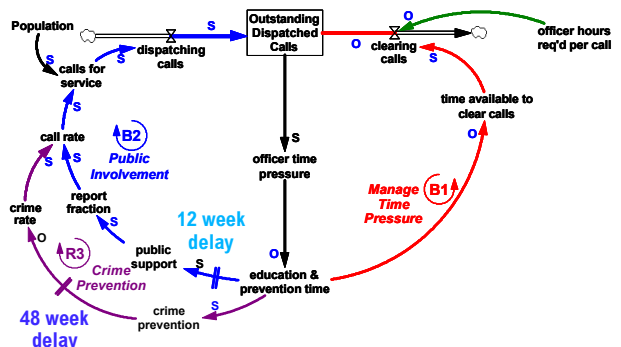 Population
S
calls for
service
S
dispatching
calls
S
Outstanding
Dispatched
Calls
O
O
clearing
calls
S
officer hours
req'd per call
time available to
clear calls
O
S
call rate
S
S
B2
Public
Involvement
S
officer time
pressure
Manage
Time
Pressure
B1
crime
rate
O
report
fraction
S
12 week
delay
R3
Crime
Prevention
public
support
S
O
education &
prevention time
S
crime
prevention
48 week
delay